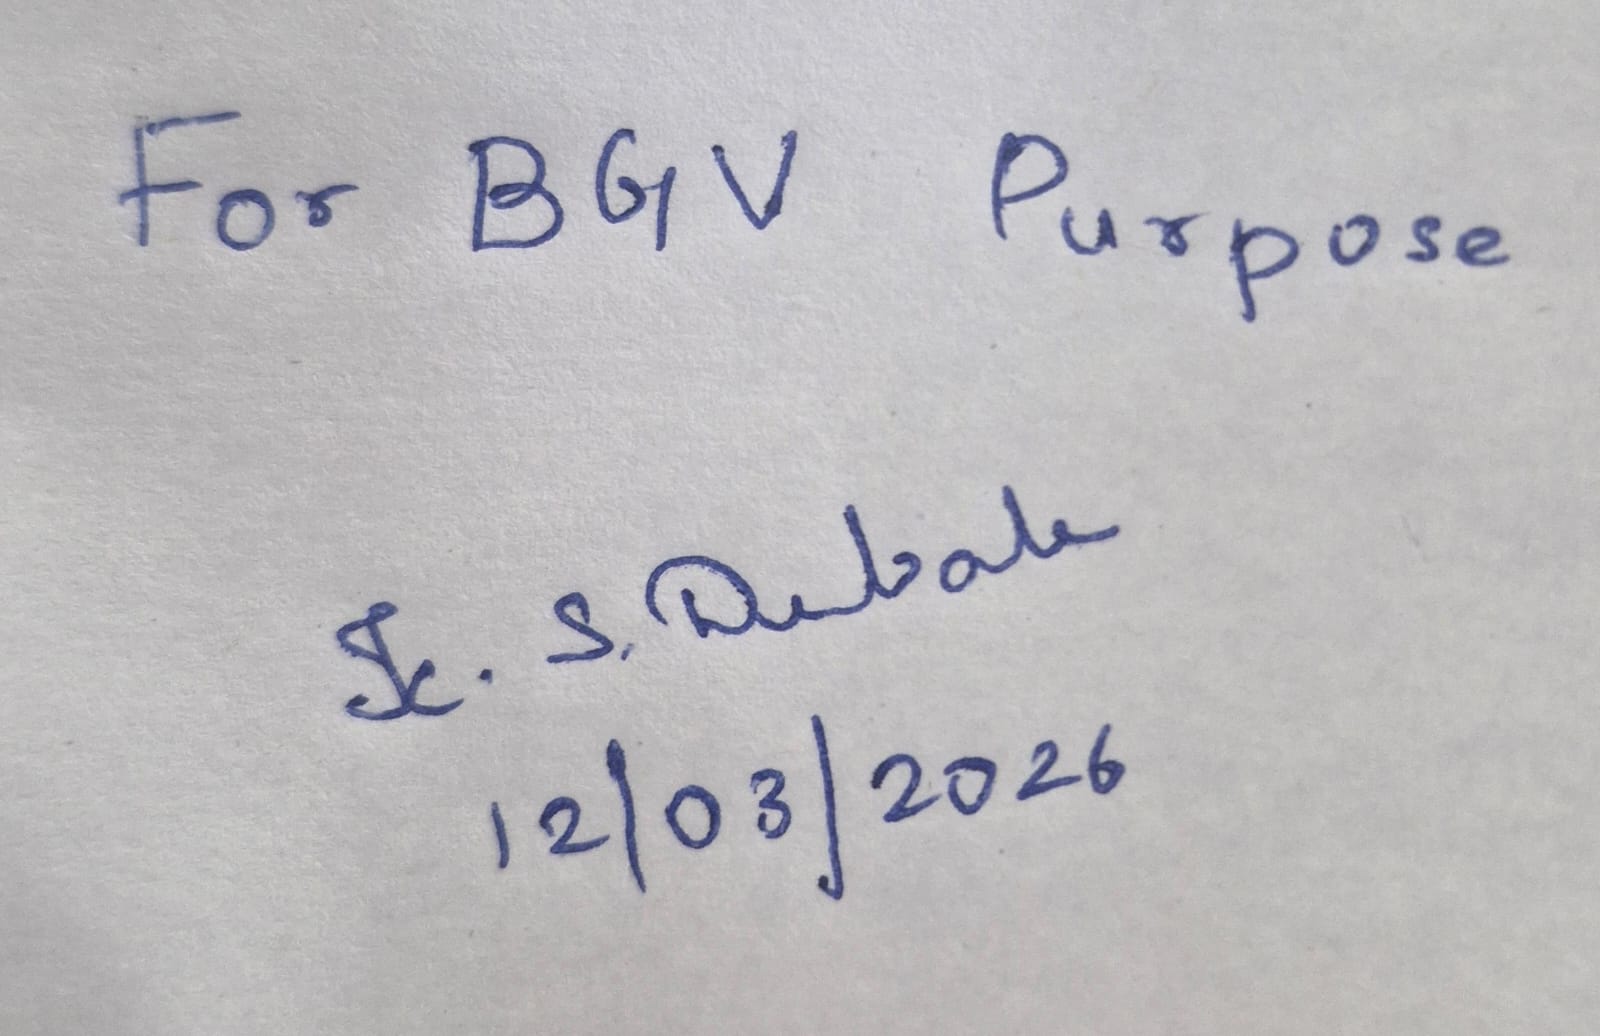 For BGV Purpose
K. S. Dubale
12/03/2026